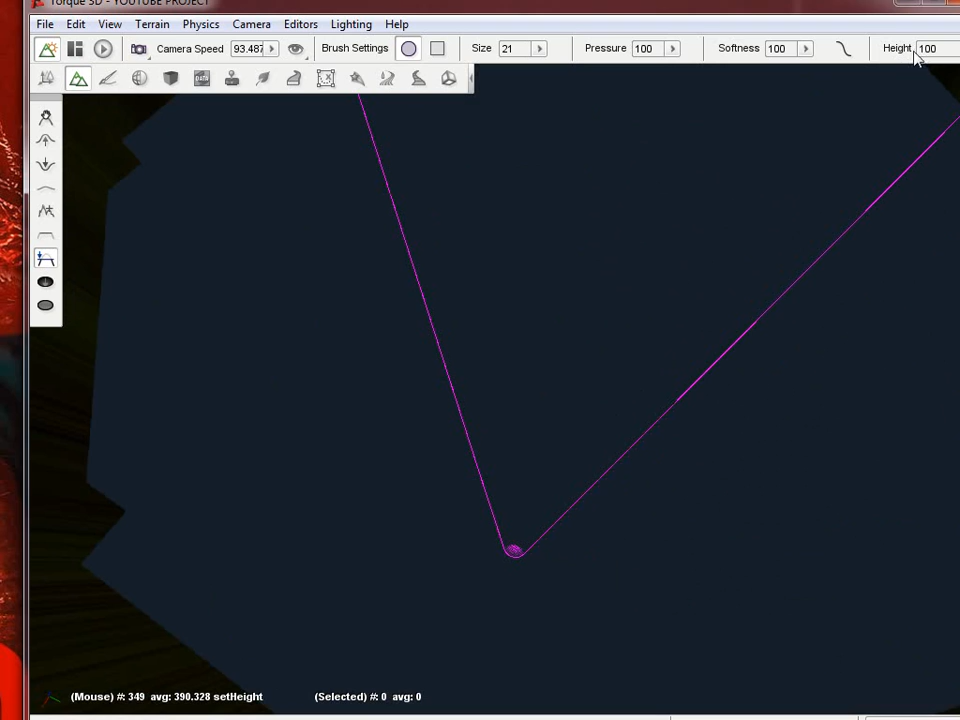 Torque 3D - YOUTUBE PROJECT
File Edit View Terrain Physics Camera Editors Lighting Help
Camera Speed 93.487 Brush Settings Size 21 Pressure 100 Softness 100 Height 100
DATA
(Mouse) #: 349 avg: 390.328 setHeight (Selected) #: 0 avg: 0